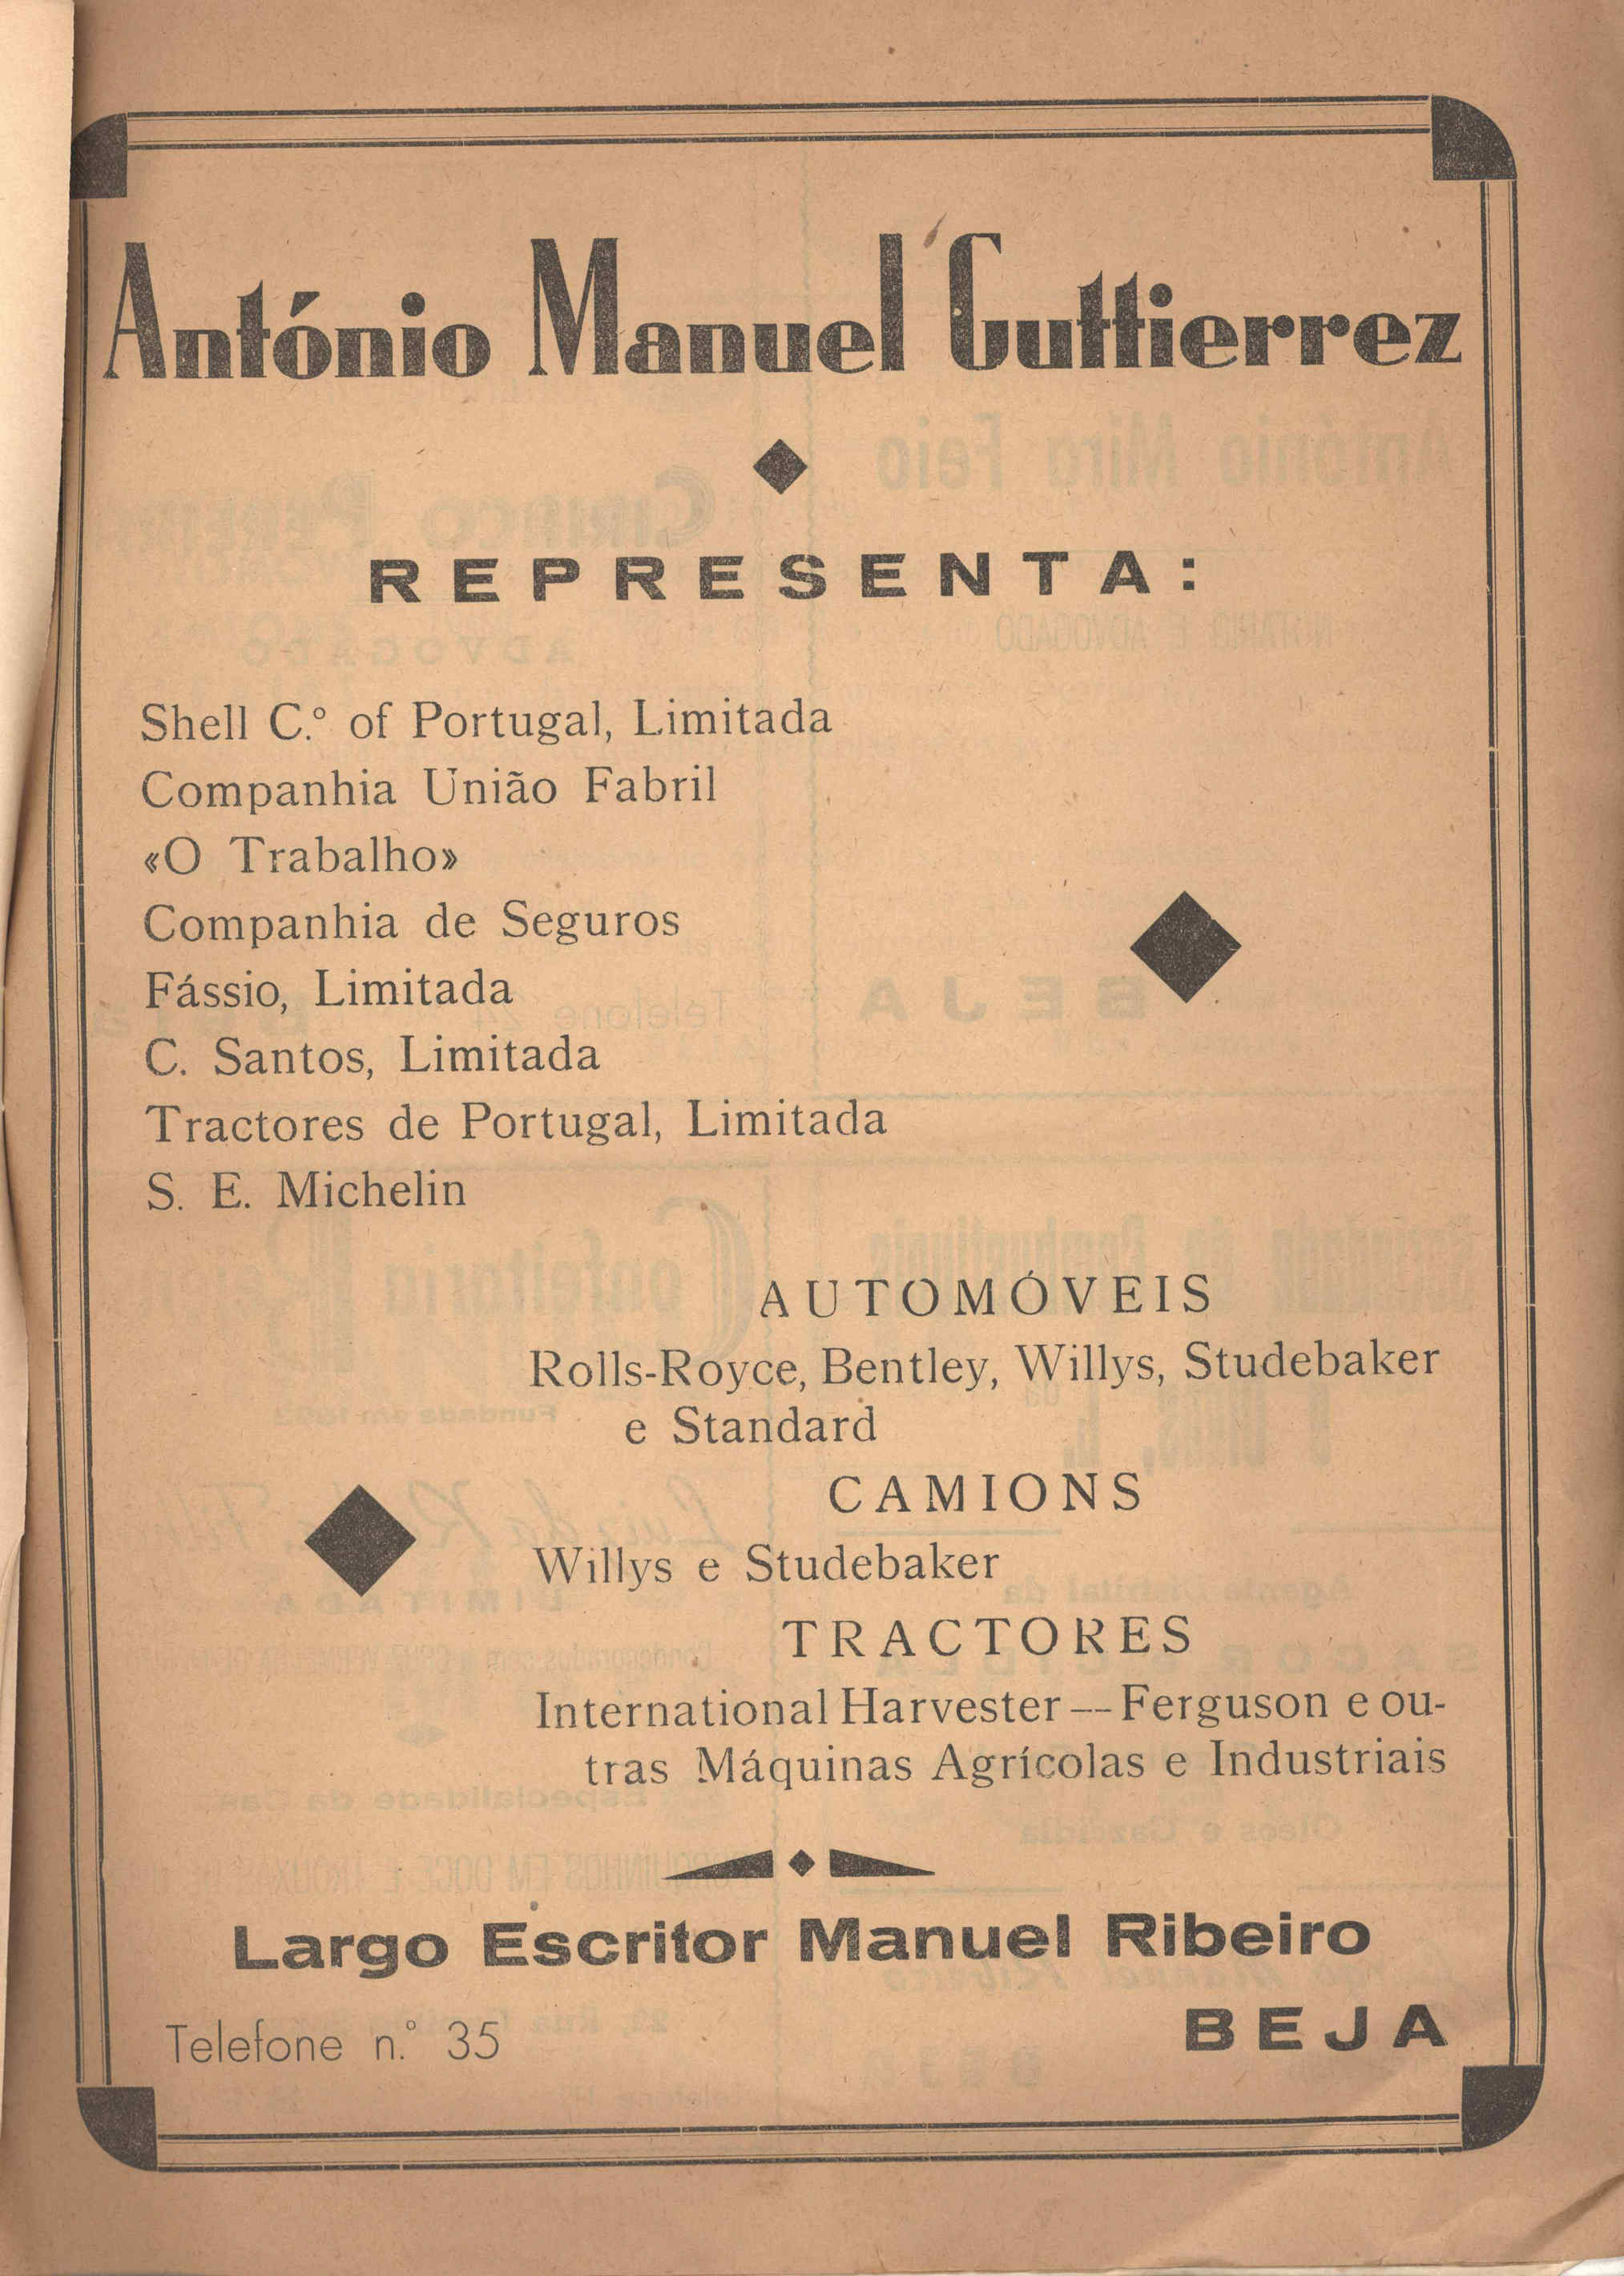 António Manuel Guttierrez
REPRESENTA:
Shell C.º of Portugal, Limitada
Companhia União Fabril
«O Trabalho»
Companhia de Seguros
Fássio, Limitada
C. Santos, Limitada
Tractores de Portugal, Limitada
S. E. Michelin
AUTOMÓVEIS
Rolls-Royce, Bentley, Willys, Studebaker
e Standard
CAMIONS
Willys e Studebaker
TRACTORES
International Harvester — Ferguson e ou-
tras Máquinas Agrícolas e Industriais
Largo Escritor Manuel Ribeiro
Telefone n.º 35
BEJA